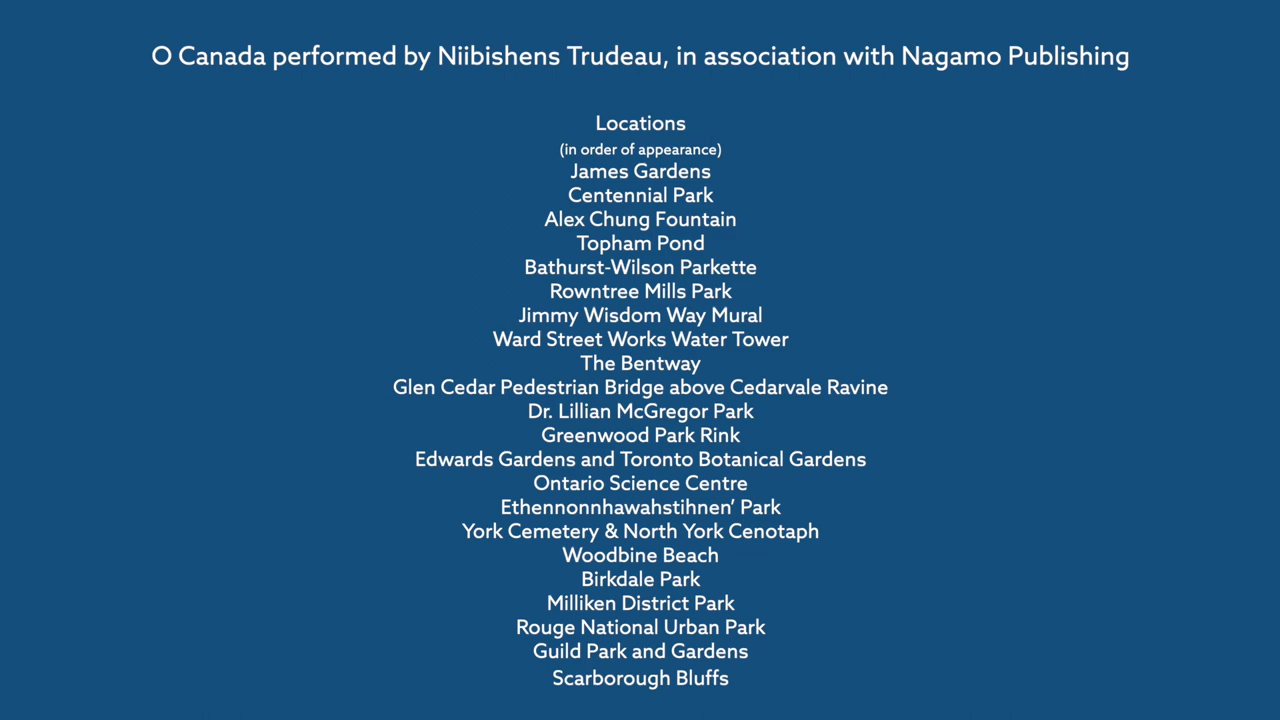 O Canada performed by Niibishens Trudeau, in association with Nagamo Publishing
Locations
(in order of appearance)
James Gardens
Centennial Park
Alex Chung Fountain
Topham Pond
Bathurst-Wilson Parkette
Rowntree Mills Park
Jimmy Wisdom Way Mural
Ward Street Works Water Tower
The Bentway
Glen Cedar Pedestrian Bridge above Cedarvale Ravine
Dr. Lillian McGregor Park
Greenwood Park Rink
Edwards Gardens and Toronto Botanical Gardens
Ontario Science Centre
Ethennonnhawahstihnen’ Park
York Cemetery & North York Cenotaph
Woodbine Beach
Birkdale Park
Milliken District Park
Rouge National Urban Park
Guild Park and Gardens
Scarborough Bluffs